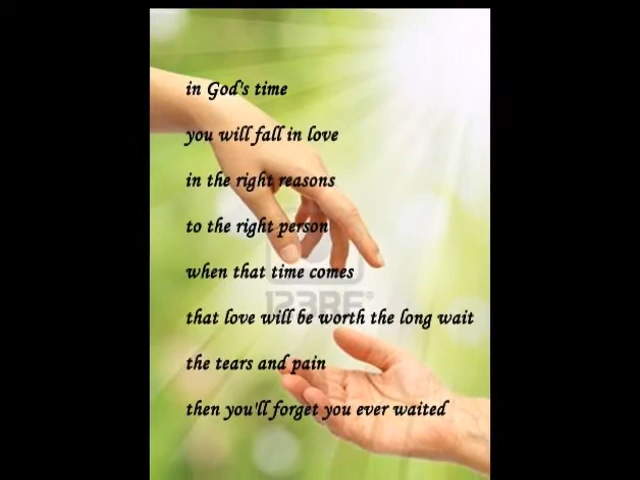 in God's time
you will fall in love
in the right reasons
to the right person
when that time comes
123RF®
that love will be worth the long wait
the tears and pain
then you'll forget you ever waited